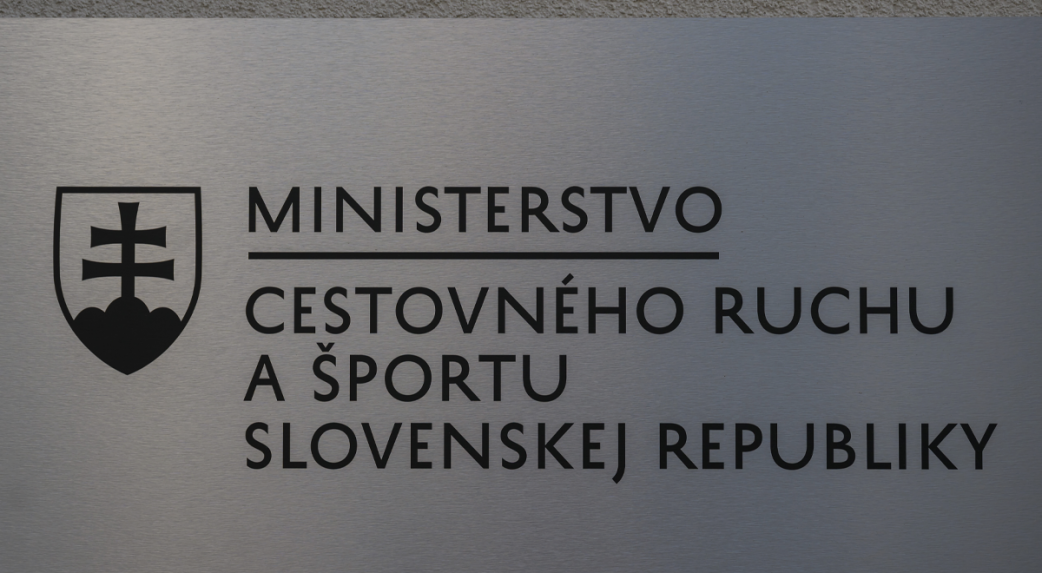 MINISTERSTVO
CESTOVNÉHO RUCHU
A ŠPORTU
SLOVENSKEJ REPUBLIKY